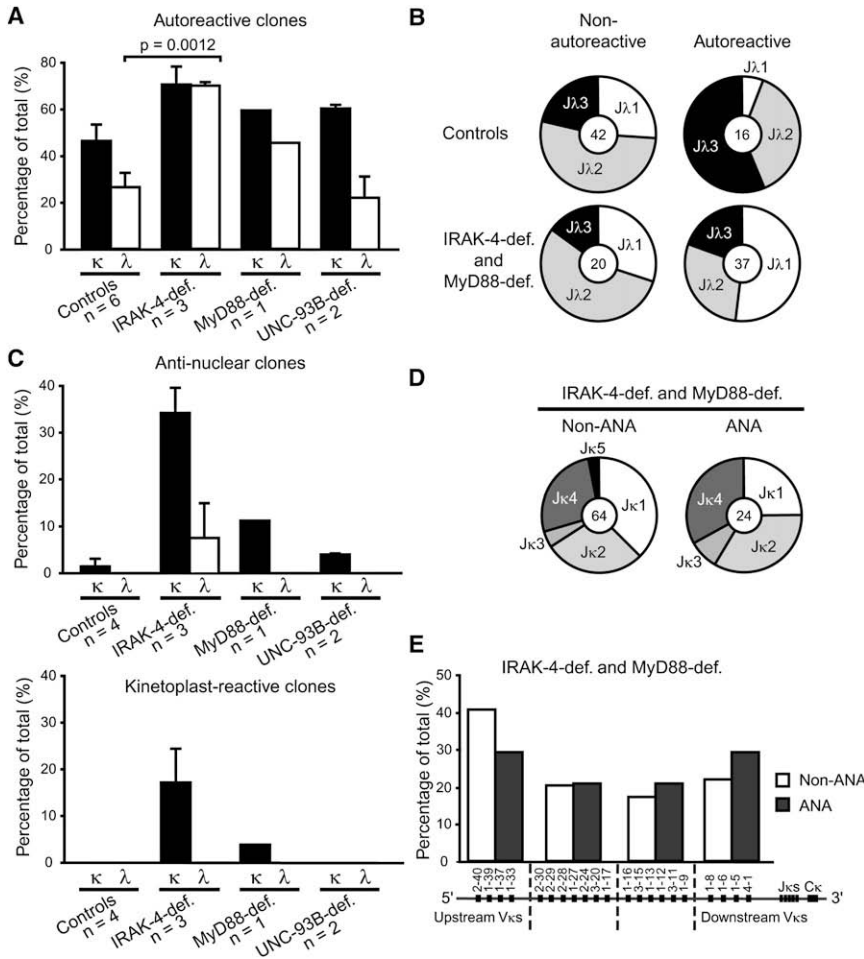 A
Autoreactive clones
p = 0.0012
Percentage of total (%)
80
60
40
20
0
κ λ κ λ κ λ κ λ
Controls
n = 6
IRAK-4-def.
n = 3
MyD88-def.
n = 1
UNC-93B-def.
n = 2
B
Non-
autoreactive
Autoreactive
Controls
Jλ3
Jλ1
42
Jλ2
Jλ1
Jλ3
16
Jλ2
IRAK-4-def.
and
MyD88-def.
Jλ3
Jλ1
20
Jλ2
Jλ3
37
Jλ1
Jλ2
C
Anti-nuclear clones
Percentage of total (%)
40
30
20
10
0
κ λ κ λ κ λ κ λ
Controls
n = 4
IRAK-4-def.
n = 3
MyD88-def.
n = 1
UNC-93B-def.
n = 2
Kinetoplast-reactive clones
Percentage of total (%)
40
30
20
10
0
κ λ κ λ κ λ κ λ
Controls
n = 4
IRAK-4-def.
n = 3
MyD88-def.
n = 1
UNC-93B-def.
n = 2
D
IRAK-4-def. and MyD88-def.
Non-ANA
ANA
Jκ5
Jκ4
Jκ1
64
Jκ3
Jκ2
Jκ4
Jκ1
24
Jκ3
Jκ2
E
IRAK-4-def. and MyD88-def.
Percentage of total (%)
50
40
30
20
10
0
Non-ANA
ANA
2-40
1-39
1-37
1-33
2-30
2-29
2-28
1-27
2-24
3-20
1-17
1-16
3-15
1-13
1-12
3-11
1-9
1-8
1-6
1-5
4-1
Jκs Cκ
5'
3'
Upstream Vκs
Downstream Vκs